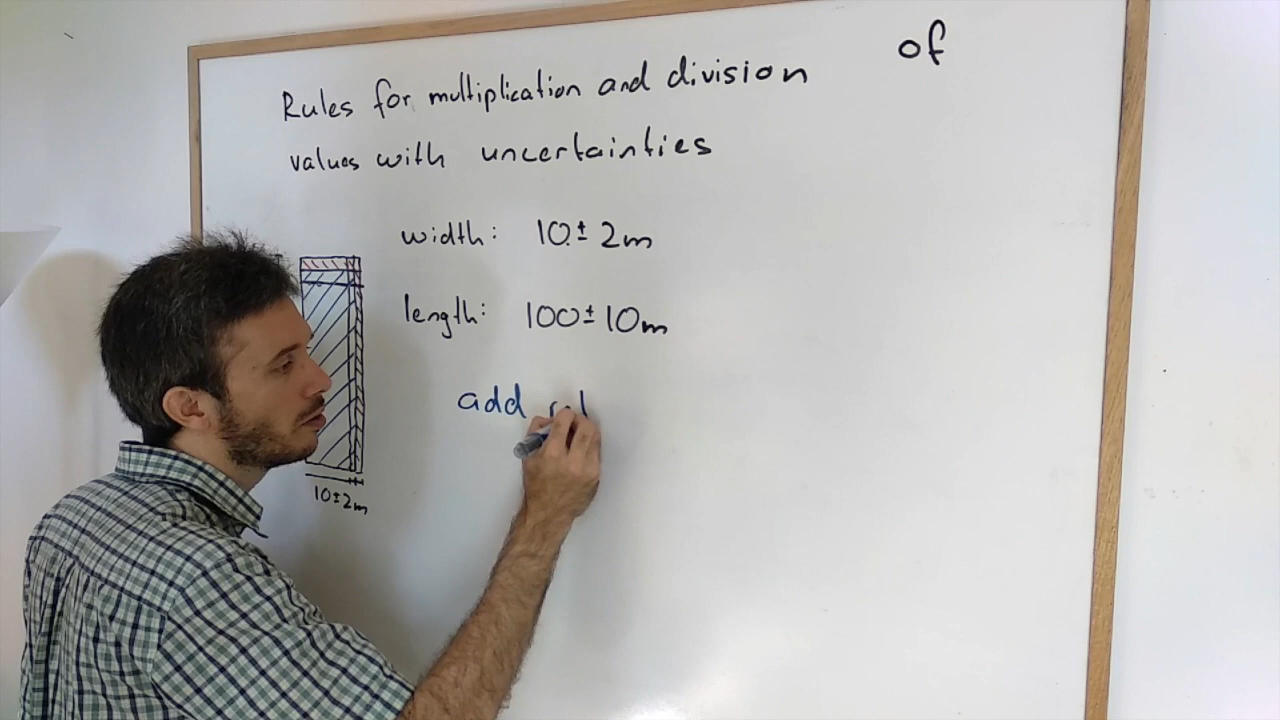 Rules for multiplication and division of
values with uncertainties
width: 10 ± 2m
length: 100 ± 10m
add
10±2m